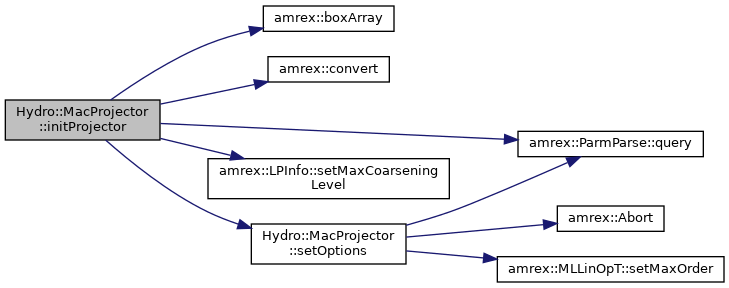 amrex::boxArray
amrex::convert
Hydro::MacProjector
::initProjector
amrex::ParmParse::query
amrex::LPInfo::setMaxCoarsening
Level
amrex::Abort
Hydro::MacProjector
::setOptions
amrex::MLLinOpT::setMaxOrder